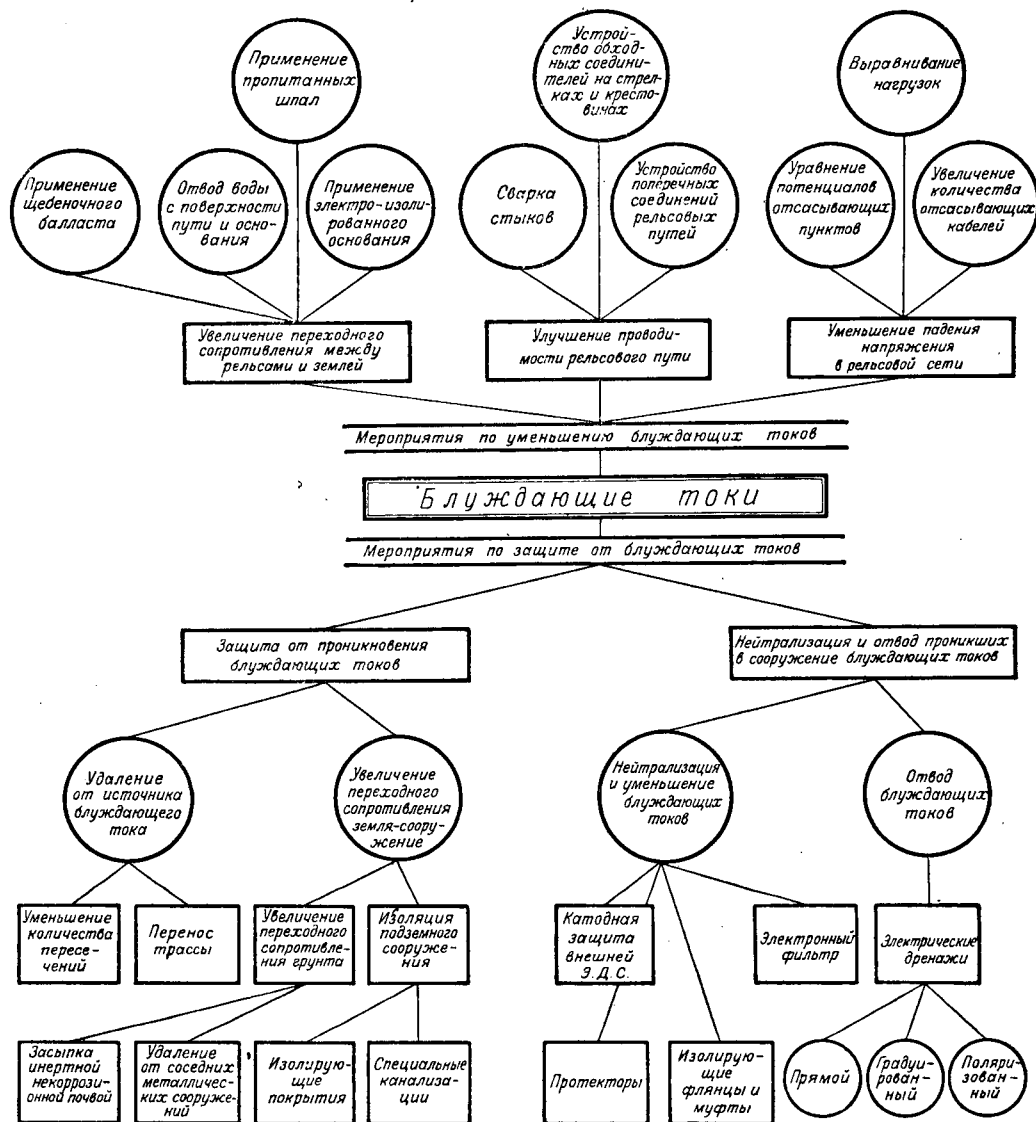 Применение
пропитанных
шпал
Устрой-
ство обход-
ных соедини-
телей на стрел-
ках и кресто-
винах
Выравнивание
нагрузок
Применение
щебеночного
балласта
Отвод воды
с поверхности
пути и осно-
вания
Применение
электро-изоли-
рованного
основания
Сварка
стыков
Устройство
поперечных
соединений
рельсовых
путей
Уравнение
потенциалов
отсасывающих
пунктов
Увеличение
количества
отсасывающих
кабелей
Увеличение переходного
сопротивления между
рельсами и землей
Улучшение проводи-
мости рельсового пути
Уменьшение падения
напряжения
в рельсовой сети
Мероприятия по уменьшению блуждающих токов
Блуждающие токи
Мероприятия по защите от блуждающих токов
Защита от проникновения
блуждающих токов
Нейтрализация и отвод проникших
в сооружение блуждающих токов
Удаление
от источника
блуждающего
тока
Увеличение
переходного
сопротивления
земля-соору-
жение
Нейтрализация
и уменьшение
блуждающих
токов
Отвод
блуждающих
токов
Уменьшение
количества
пересе-
чений
Перенос
трассы
Увеличение
переходного
сопротивле-
ния грунта
Изоляция
подземного
сооруже-
ния
Катодная
защита
внешней
Э.Д.С.
Электронный
фильтр
Электрические
дренажи
Засыпка
инертной
некоррози-
онной почвой
Удаление
от соседних
металличес-
ких сооруже-
ний
Изолирую-
щие
покрытия
Специальные
канализа-
ции
Протекторы
Изолирую-
щие
флянцы и
муфты
Прямой
Градуи-
рован-
ный
Поляри-
зован-
ный